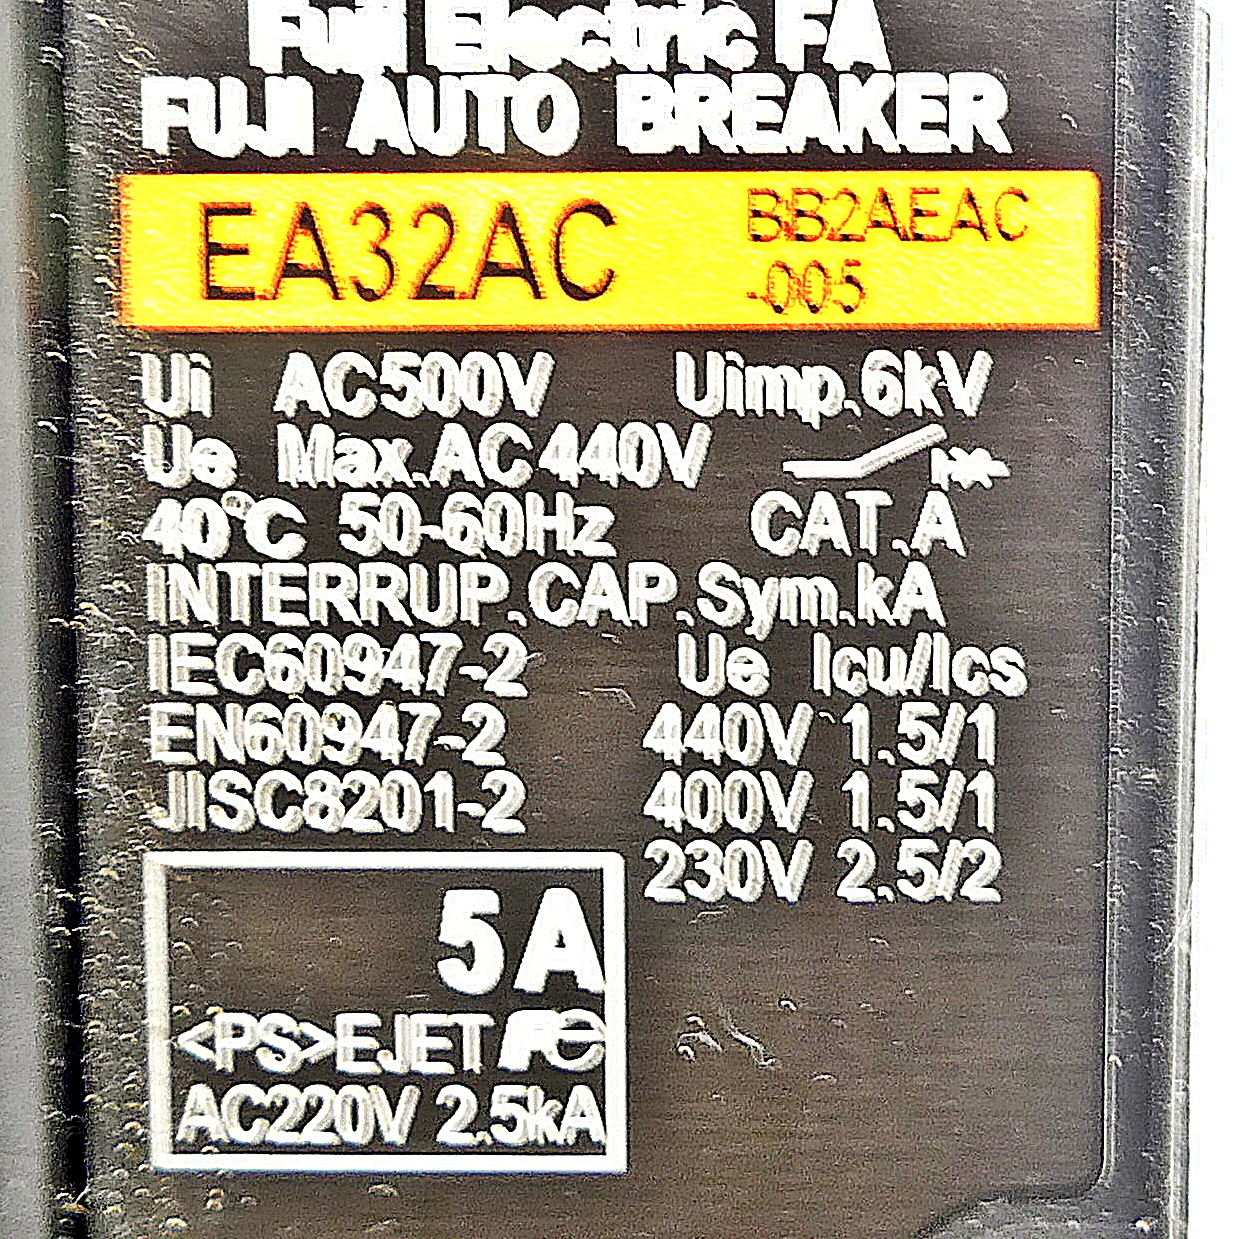 Fuji Electric FA
FUJI AUTO BREAKER
EA32AC BB2AEAC
-005
Ui AC500V Uimp.6kV
Ue Max.AC440V
40°C 50-60Hz CAT.A
INTERRUP.CAP.Sym.kA
IEC60947-2 Ue Icu/Ics
EN60947-2 440V 1.5/1
JISC8201-2 400V 1.5/1
230V 2.5/2
5A
<PS>EJET Fe
AC220V 2.5kA